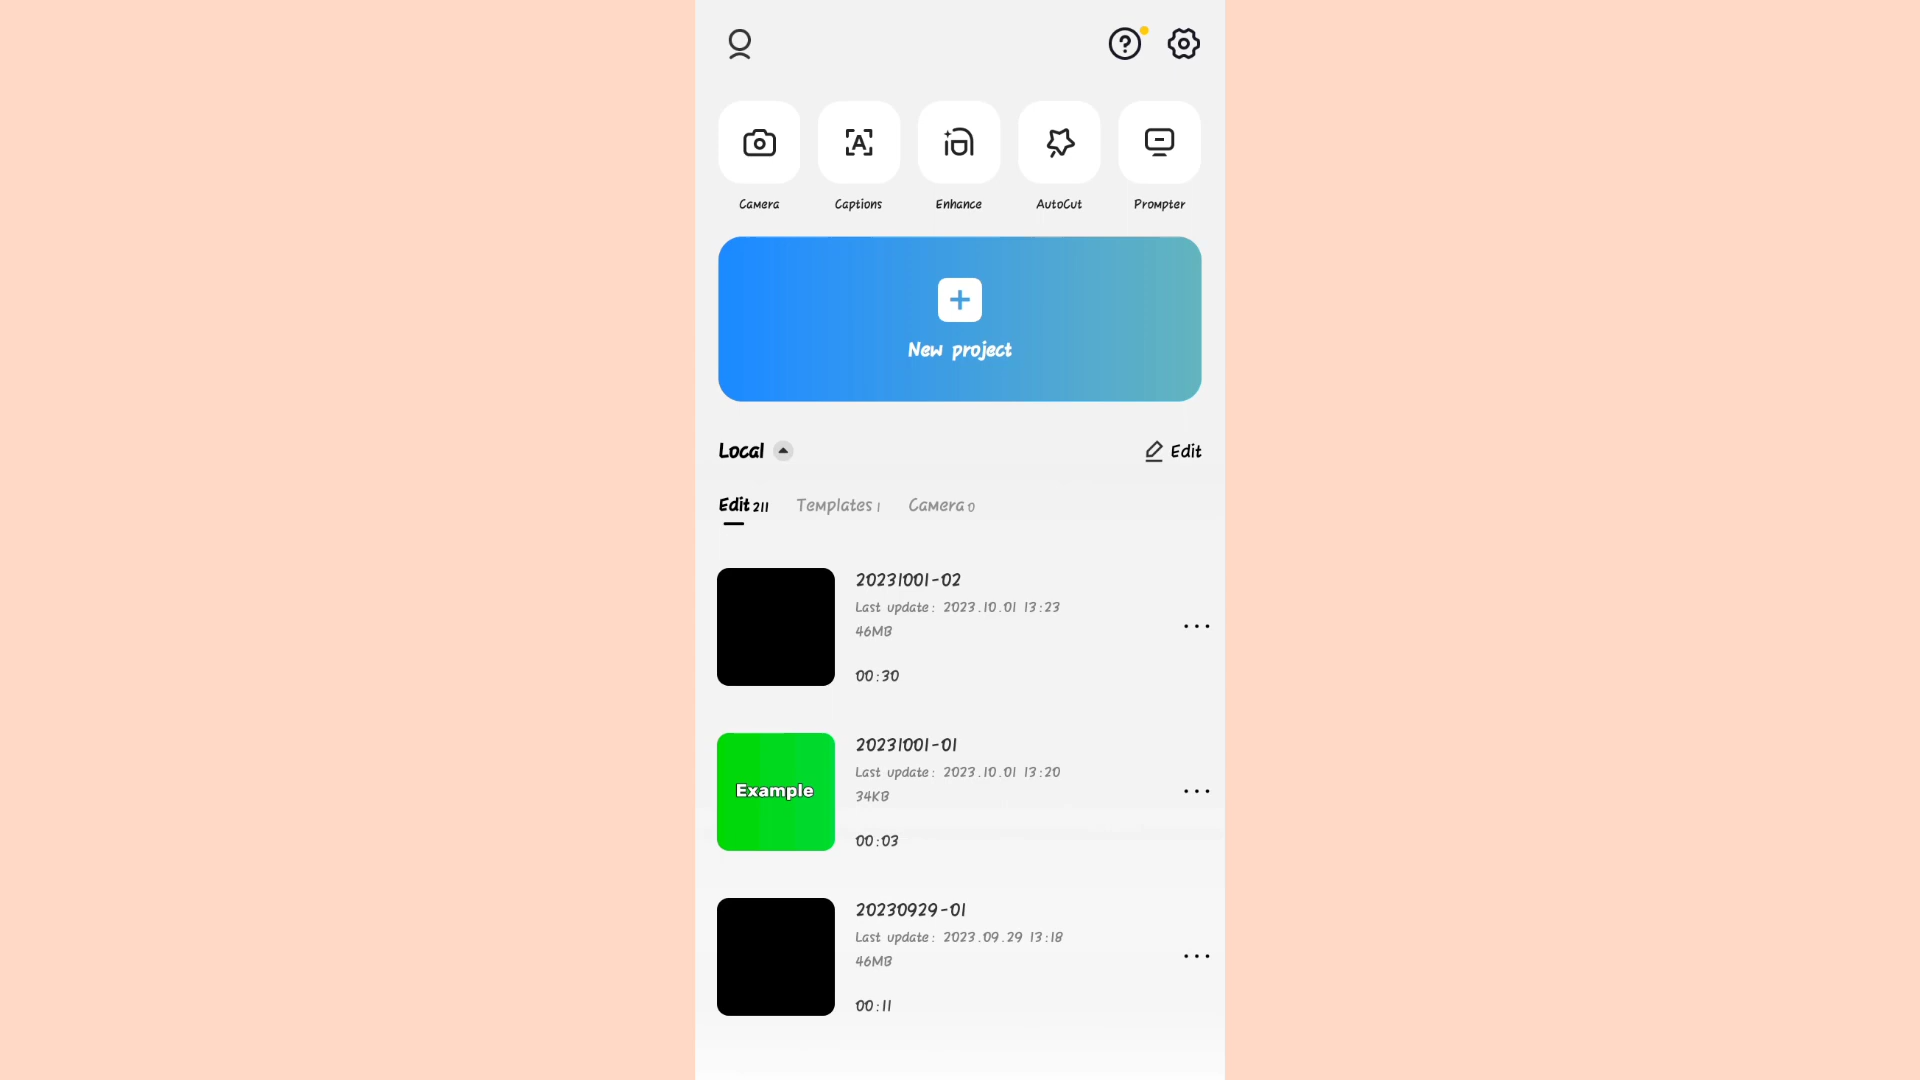 Camera
Captions
Enhance
AutoCut
Prompter
New project
Local
Edit
Edit 211
Templates 1
Camera 0
20231001-02
Last update: 2023.10.01 13:23
46MB
00:30
Example
20231001-01
Last update: 2023.10.01 13:20
34KB
00:03
20230929-01
Last update: 2023.09.29 13:18
46MB
00:11